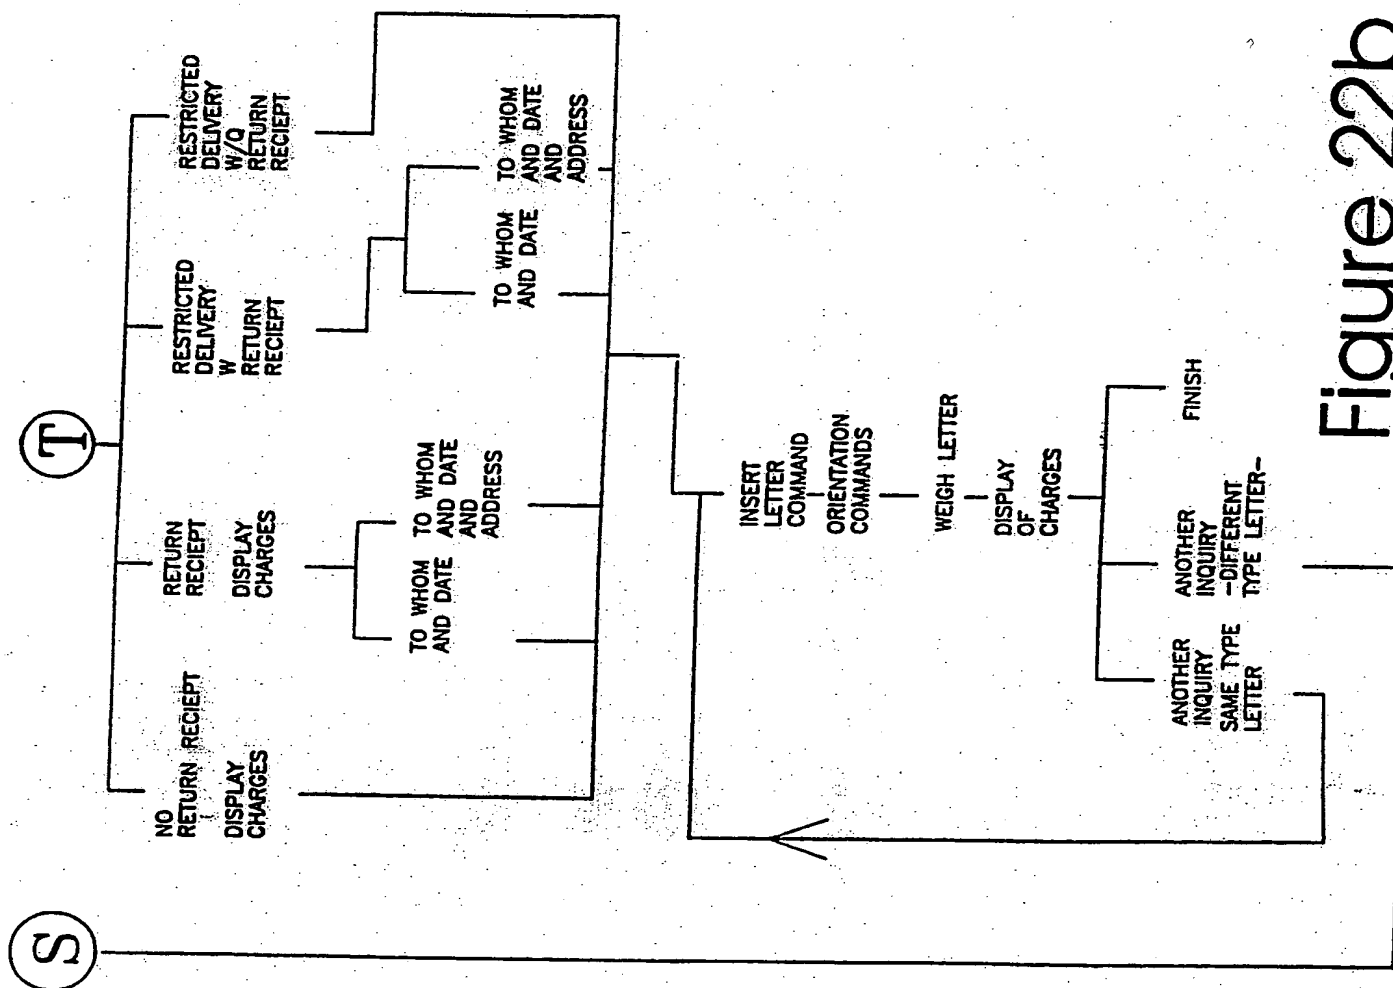 S
T
NO
RETURN RECIEPT
DISPLAY
CHARGES
RETURN
RECIEPT
DISPLAY
CHARGES
RESTRICTED
DELIVERY
W RETURN
RECIEPT
RESTRICTED
DELIVERY
W/Q
RETURN
RECIEPT
TO WHOM
AND DATE
TO WHOM
AND DATE
AND
ADDRESS
TO WHOM
AND DATE
TO WHOM
AND DATE
AND
ADDRESS
INSERT
LETTER
COMMAND
ORIENTATION
COMMANDS
WEIGH LETTER
DISPLAY
OF
CHARGES
ANOTHER
INQUIRY
SAME TYPE
LETTER
ANOTHER
INQUIRY
-DIFFERENT
TYPE LETTER-
FINISH
Figure 22b